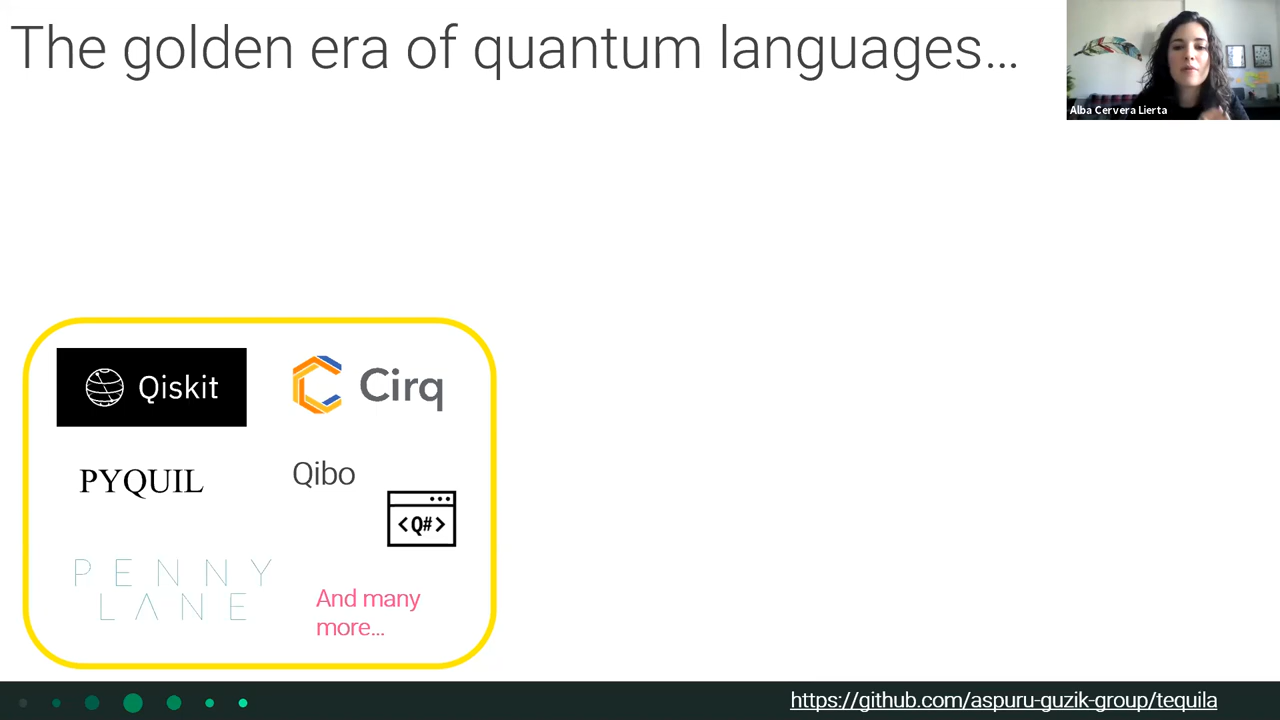 The golden era of quantum languages…
Alba Cervera Lierta
Qiskit
Cirq
PYQUIL
Qibo
<Q#>
PENNY
LANE
And many
more…
https://github.com/aspuru-guzik-group/tequila